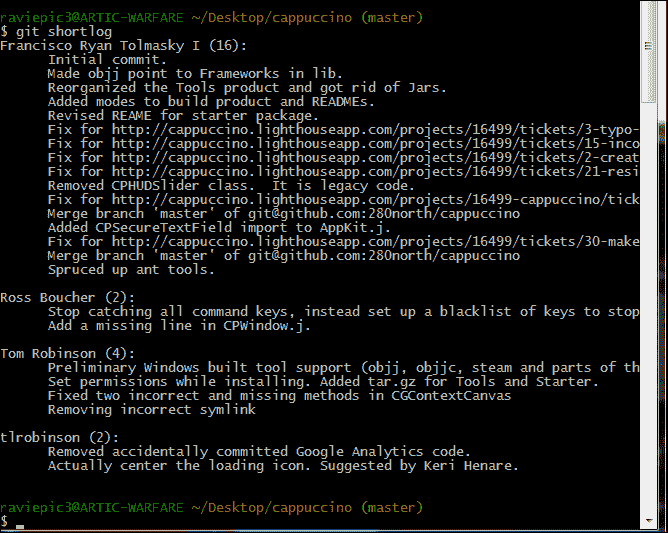 raviepic3@ARTIC-WARFARE ~/Desktop/cappuccino (master)
$ git shortlog
Francisco Ryan Tolmasky I (16):
Initial commit.
Made objj point to Frameworks in lib.
Reorganized the Tools product and got rid of Jars.
Added modes to build product and READMEs.
Revised REAME for starter package.
Fix for http://cappuccino.lighthouseapp.com/projects/16499/tickets/3-typo-
Fix for http://cappuccino.lighthouseapp.com/projects/16499/tickets/15-inco
Fix for http://cappuccino.lighthouseapp.com/projects/16499/tickets/2-creat
Fix for http://cappuccino.lighthouseapp.com/projects/16499/tickets/21-resi
Removed CPHUDSlider class.  It is legacy code.
Fix for http://cappuccino.lighthouseapp.com/projects/16499-cappuccino/tick
Merge branch 'master' of git@github.com:280north/cappuccino
Added CPSecureTextField import to AppKit.j.
Fix for http://cappuccino.lighthouseapp.com/projects/16499/tickets/30-make
Merge branch 'master' of git@github.com:280north/cappuccino
Spruced up ant tools.
Ross Boucher (2):
Stop catching all command keys, instead set up a blacklist of keys to stop
Add a missing line in CPWindow.j.
Tom Robinson (4):
Preliminary Windows built tool support (objj, objjc, steam and parts of th
Set permissions while installing. Added tar.gz for Tools and Starter.
Fixed two incorrect and missing methods in CGContextCanvas
Removing incorrect symlink
tlrobinson (2):
Removed accidentally committed Google Analytics code.
Actually center the loading icon. Suggested by Keri Henare.
raviepic3@ARTIC-WARFARE ~/Desktop/cappuccino (master)
$